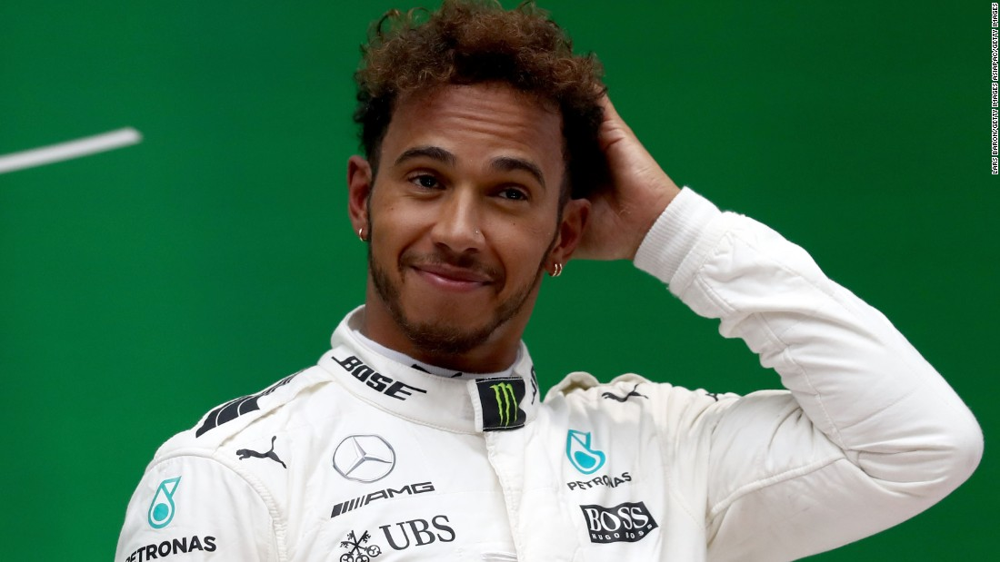 LARS BARON/GETTY IMAGES ASIAPAC/GETTY IMAGES
BOSE
AMG
UBS
PETRONAS
PETRONAS
BOSS
HUGO BOSS